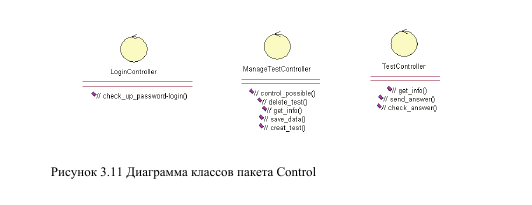 LoginController
// check_up_password-login()
ManageTestController
// control_possible()
// delete_test()
// get_info()
// save_data()
// creat_test()
TestController
// get_info()
// send_answer()
// check_answer()
Рисунок 3.11 Диаграмма классов пакета Control